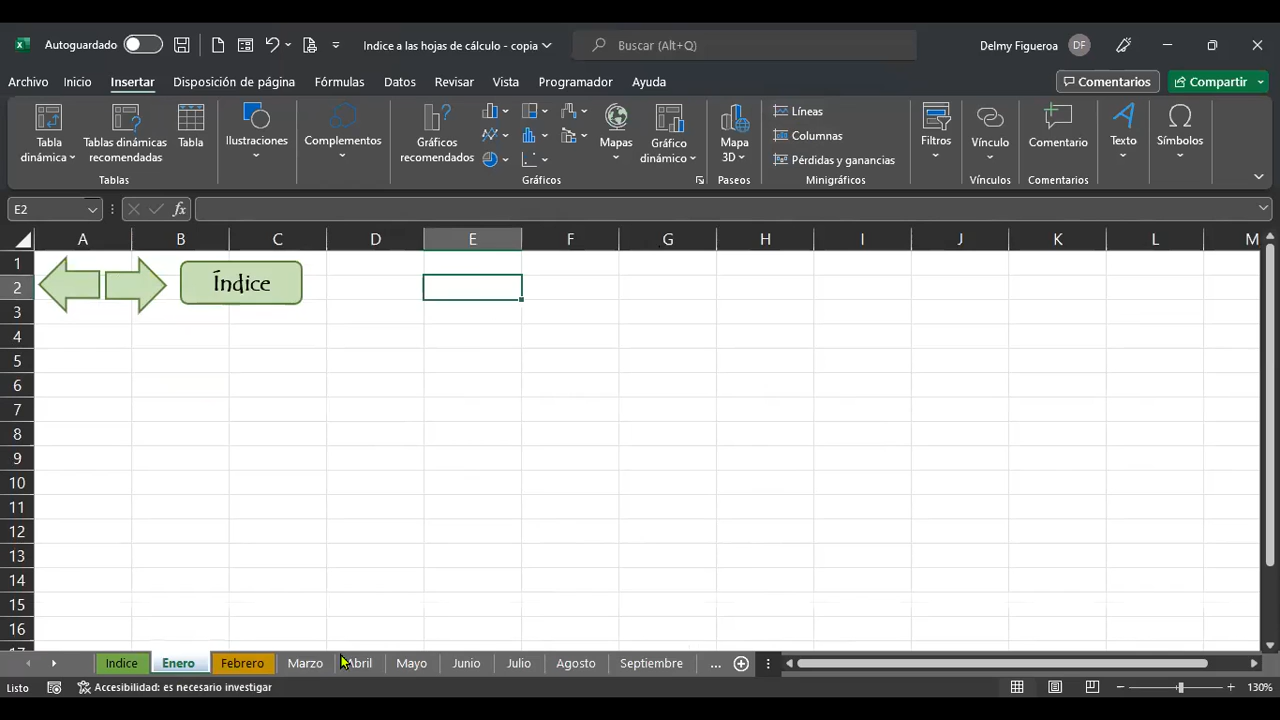 Autoguardado
Indice a las hojas de cálculo - copia
Buscar (Alt+Q)
Delmy Figueroa
DF
Archivo Inicio Insertar Disposición de página Fórmulas Datos Revisar Vista Programador Ayuda
Comentarios
Compartir
Tabla dinámica
Tablas dinámicas recomendadas
Tabla
Ilustraciones
Complementos
Gráficos recomendados
Mapas
Gráfico dinámico
Mapa 3D
Líneas
Columnas
Pérdidas y ganancias
Filtros
Vínculo
Comentario
Texto
Símbolos
Tablas
Gráficos
Paseos
Minigráficos
Vínculos
Comentarios
E2
fx
A B C D E F G H I J K L M
1
2
3
4
5
6
7
8
9
10
11
12
13
14
15
16
17
Índice
Indice Enero Febrero Marzo Abril Mayo Junio Julio Agosto Septiembre ...
Listo
Accesibilidad: es necesario investigar
130%